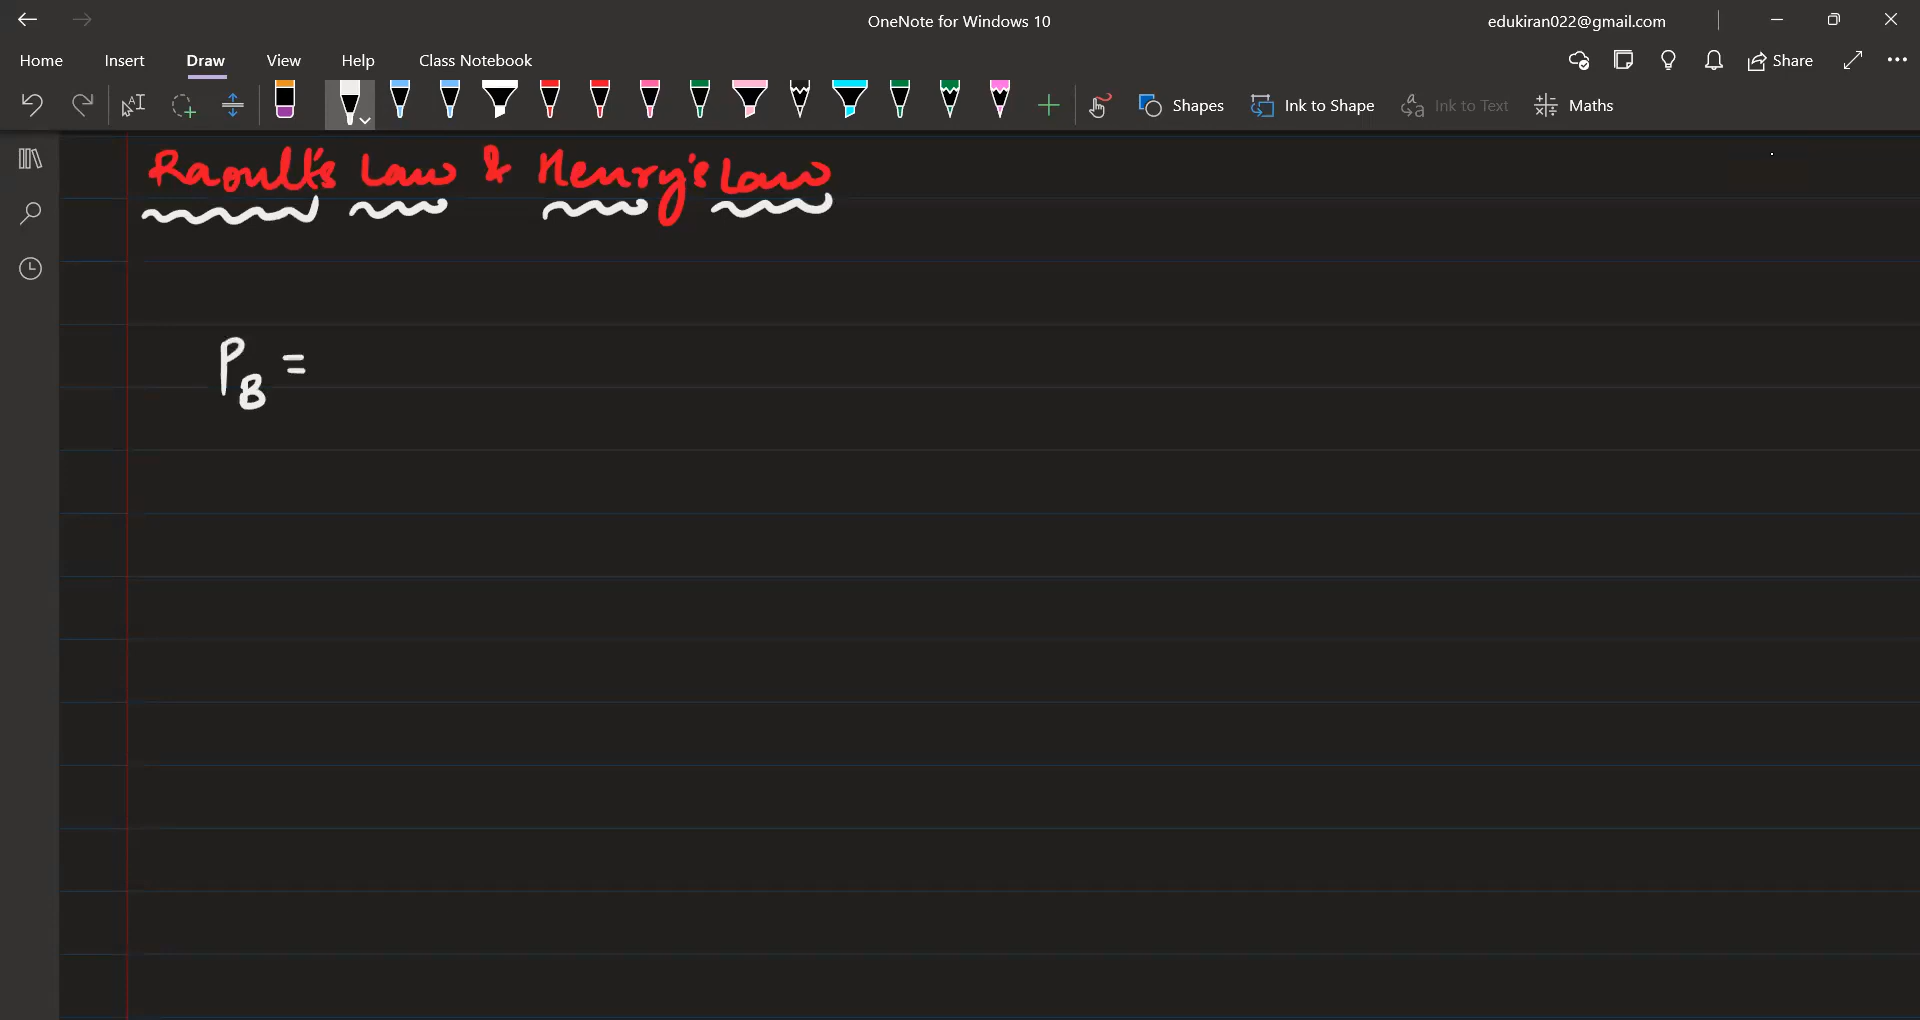 OneNote for Windows 10
edukiran022@gmail.com
Home Insert Draw View Help Class Notebook
Share
Shapes Ink to Shape Ink to Text Maths
Raoult's Law & Henry's Law
P_B =